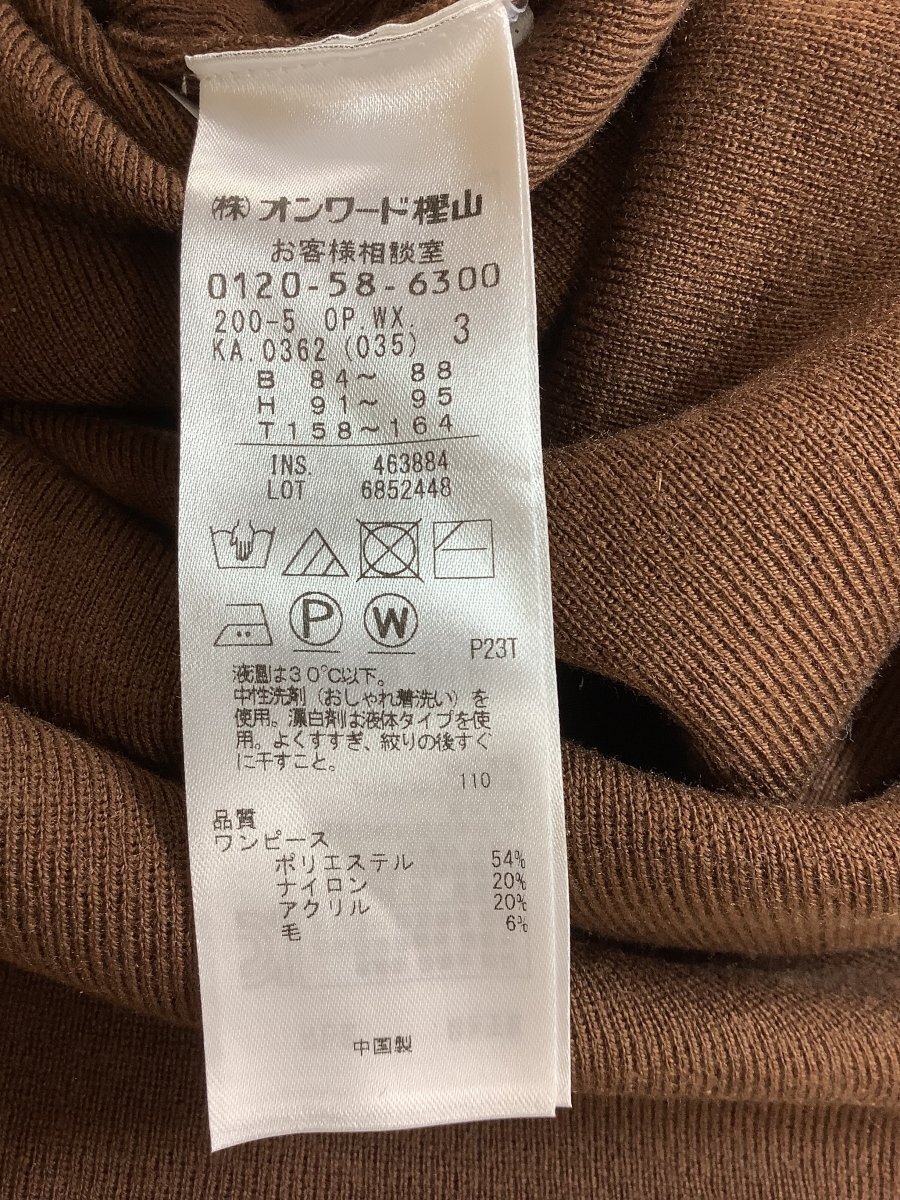 (株)オンワード樫山
お客様相談室
0120-58-6300
200-5 OP.WX. 3
KA.0362 (035)
B 84～ 88
H 91～ 95
T158～164
INS. 463884
LOT 6852448
P W
P23T
液温は30℃以下。
中性洗剤（おしゃれ着洗い）を
使用。漂白剤は液体タイプを使
用。よくすすぎ、絞りの後すぐ
に干すこと。
110
品質
ワンピース
ポリエステル 54%
ナイロン 20%
アクリル 20%
毛 6%
中国製